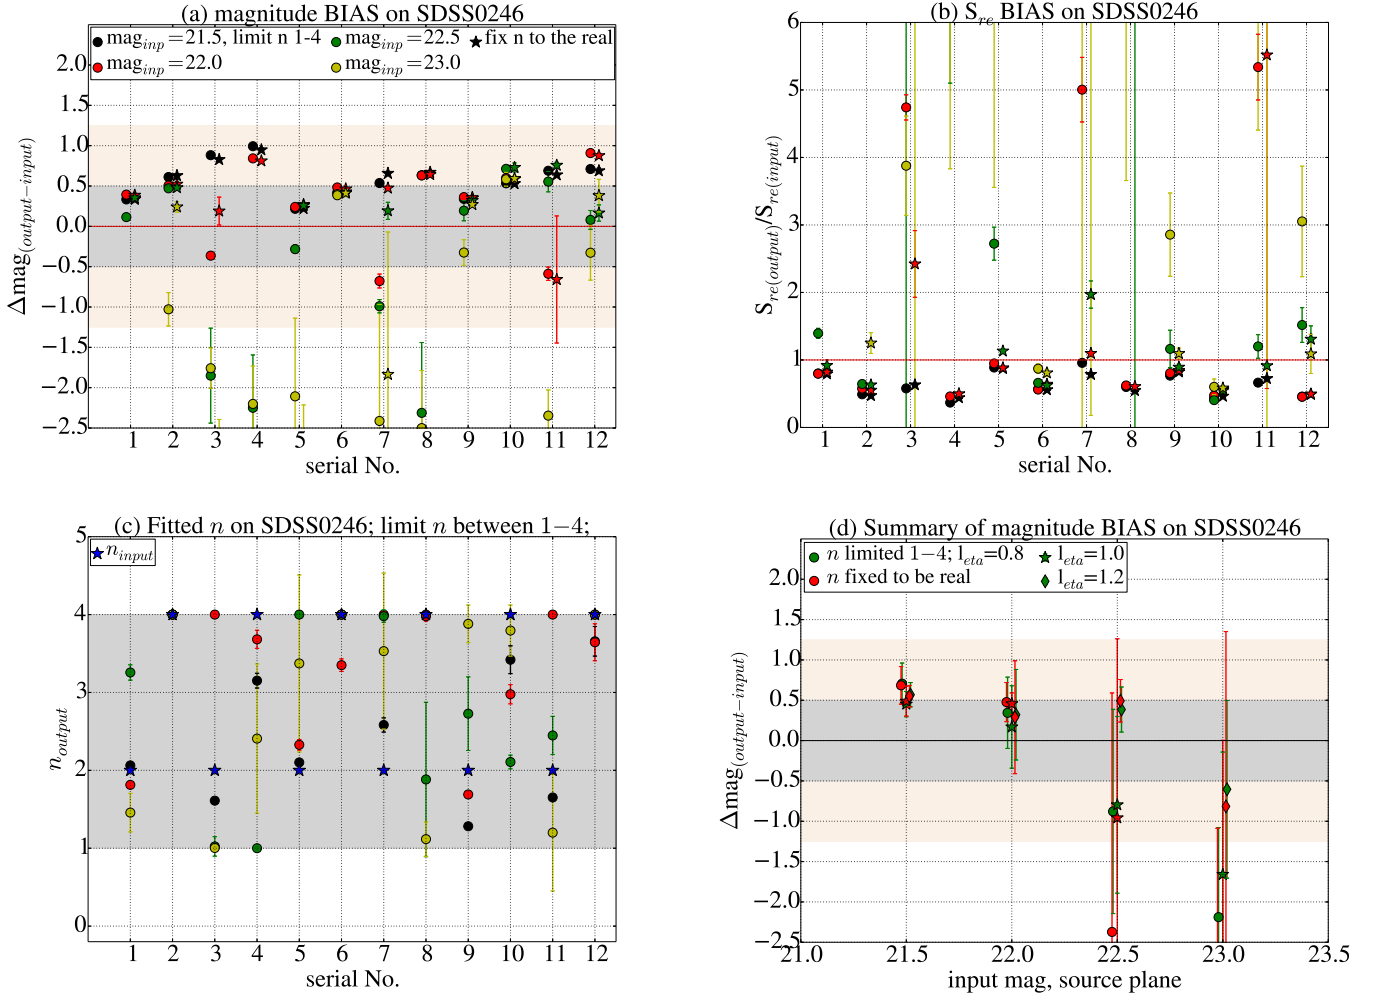 (a) magnitude BIAS on SDSS0246
mag_inp=21.5, limit n 1-4
mag_inp=22.5
fix n to the real
mag_inp=22.0
mag_inp=23.0
Δmag_(output−input)
2.0
1.5
1.0
0.5
0.0
−0.5
−1.0
−1.5
−2.0
−2.5
1 2 3 4 5 6 7 8 9 10 11 12
serial No.
(b) S_re BIAS on SDSS0246
S_re(output)/S_re(input)
6
5
4
3
2
1
0
1 2 3 4 5 6 7 8 9 10 11 12
serial No.
(c) Fitted n on SDSS0246; limit n between 1−4;
n_input
n_output
5
4
3
2
1
0
1 2 3 4 5 6 7 8 9 10 11 12
serial No.
(d) Summary of magnitude BIAS on SDSS0246
n limited 1−4; l_eta=0.8
l_eta=1.0
n fixed to be real
l_eta=1.2
Δmag_(output−input)
2.0
1.5
1.0
0.5
0.0
−0.5
−1.0
−1.5
−2.0
−2.5
21.0 21.5 22.0 22.5 23.0 23.5
input mag, source plane